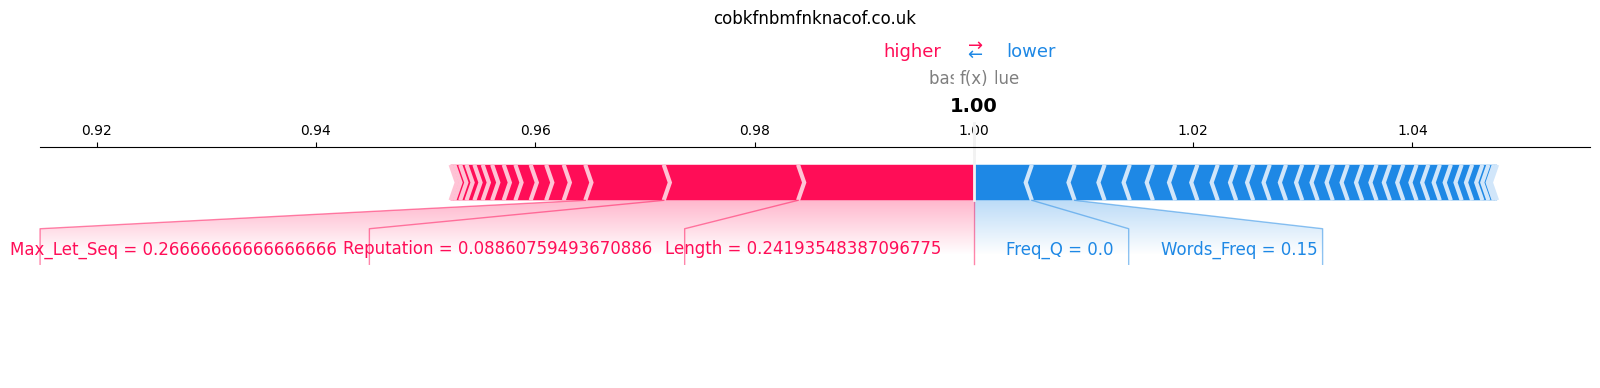 cobkfnbmfnknacof.co.uk
higher ⇄ lower
f(x)
1.00
0.92 0.94 0.96 0.98 1.00 1.02 1.04
Max_Let_Seq = 0.26666666666666666 Reputation = 0.08860759493670886 Length = 0.24193548387096775 Freq_Q = 0.0 Words_Freq = 0.15